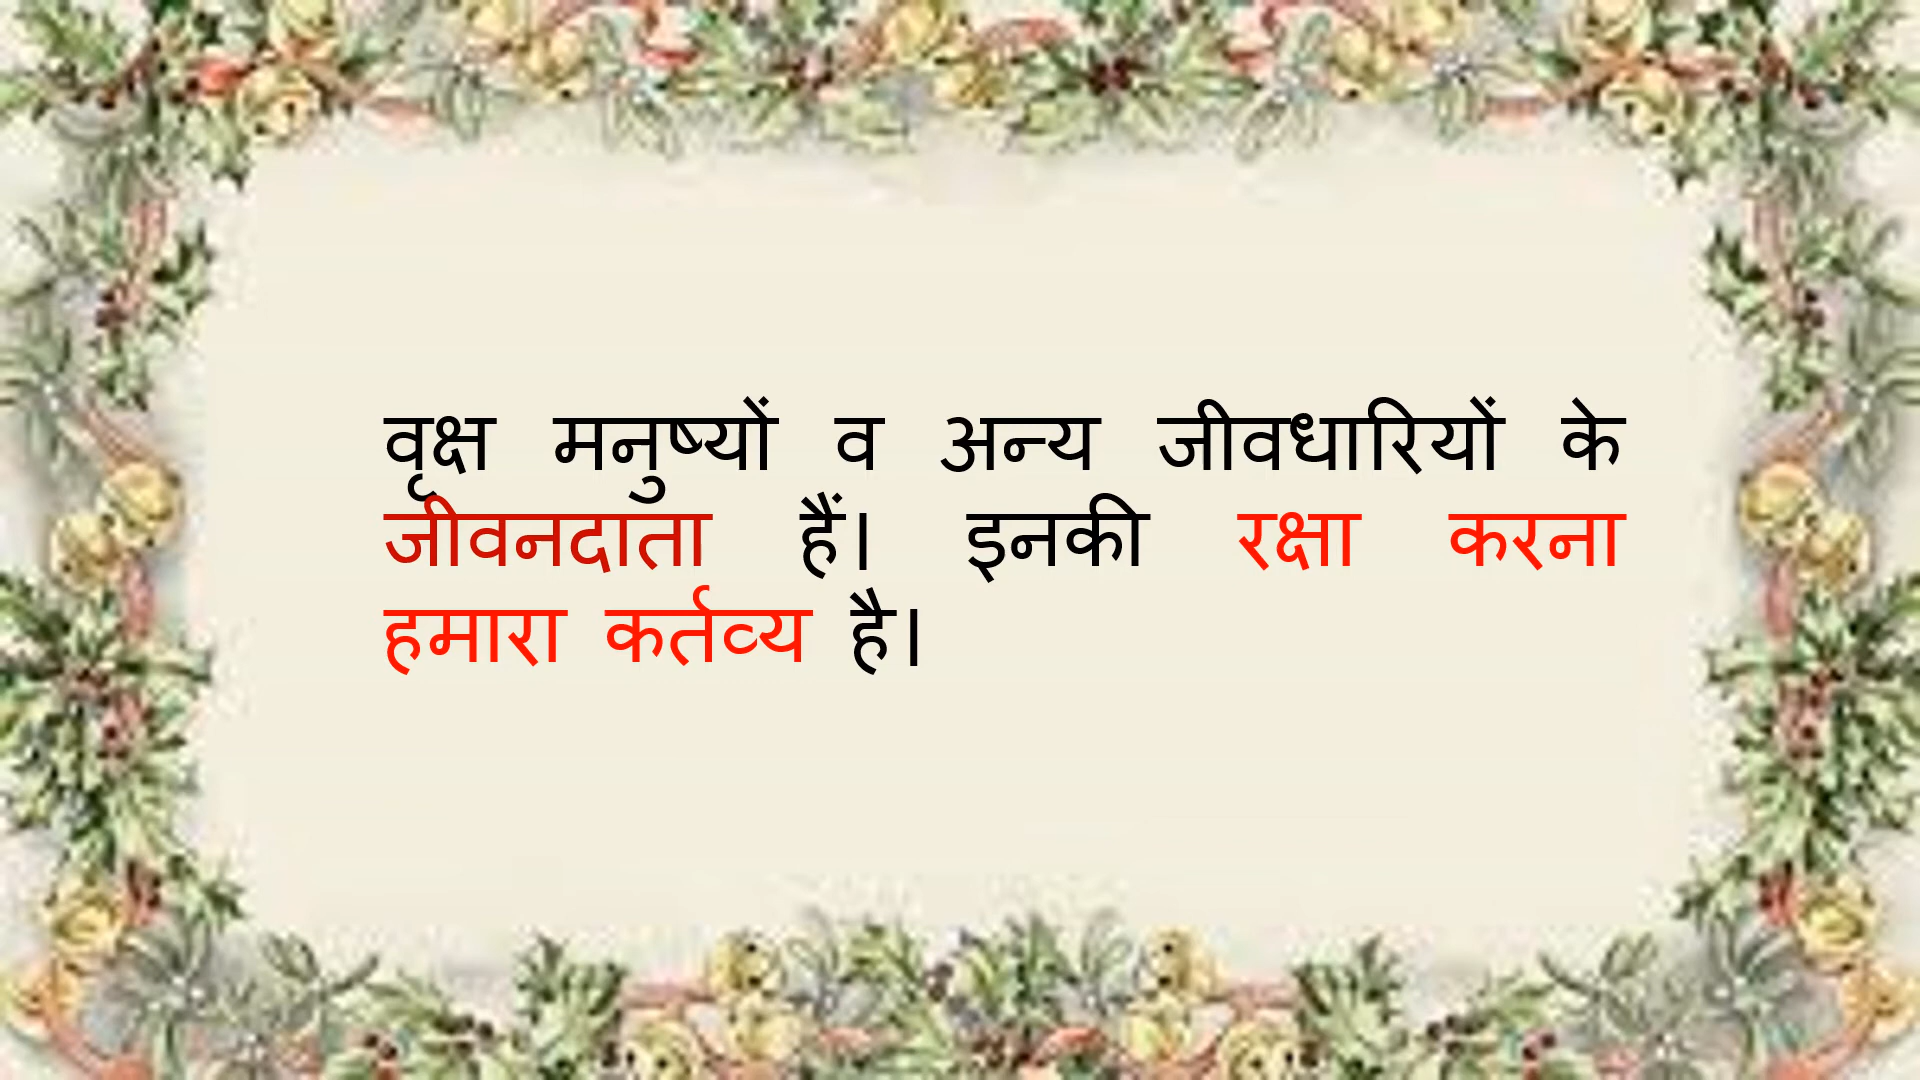 वृक्ष मनुष्यों व अन्य जीवधारियों के
जीवनदाता हैं। इनकी रक्षा करना
हमारा कर्तव्य है।